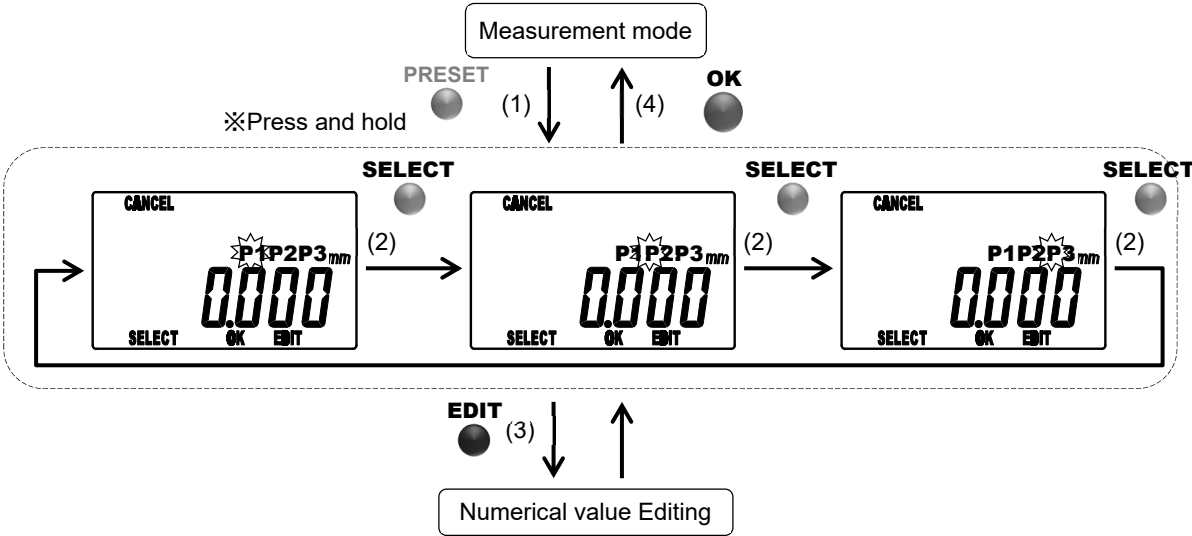 Measurement mode
PRESET
(1)
(4)
OK
※Press and hold
SELECT
SELECT
SELECT
CANCEL
P1P2P3mm
0.000
SELECT OK EDIT
(2)
CANCEL
P1P2P3mm
0.000
SELECT OK EDIT
(2)
CANCEL
P1P2P3mm
0.000
SELECT OK EDIT
(2)
EDIT
(3)
Numerical value Editing